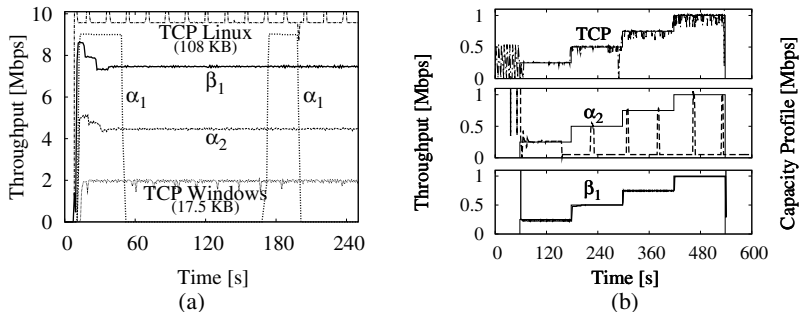 Throughput [Mbps]
10
8
6
4
2
0
TCP Linux
(108 KB)
β1
α1
α1
α2
TCP Windows
(17.5 KB)
0 60 120 180 240
Time [s]
(a)
Throughput [Mbps]
1
0.5
0
TCP
1
0.5
0
α2
1
0.5
0
β1
0 120 240 360 480 600
Time [s]
Capacity Profile [Mbps]
(b)